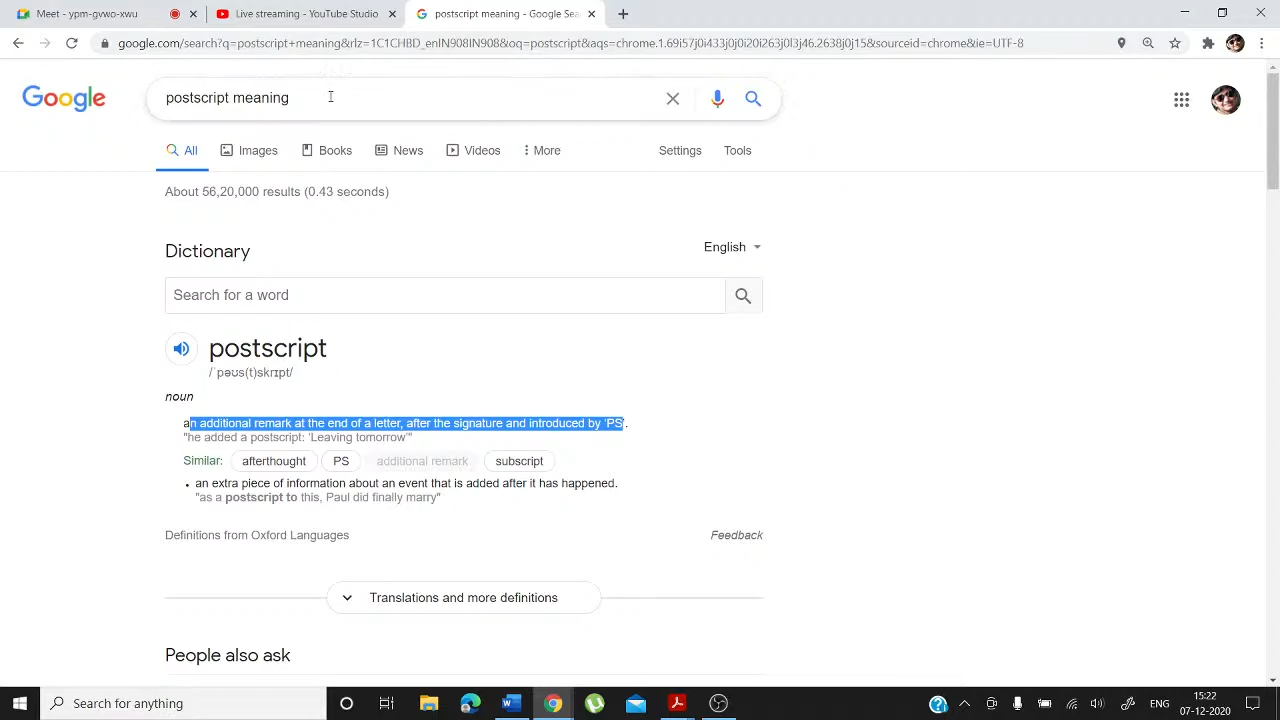 Meet - ypm-gvwo-xwu
Live streaming - YouTube Studio
postscript meaning - Google Sea
google.com/search?q=postscript+meaning&rlz=1C1CHBD_enIN908IN908&oq=postscript&aqs=chrome.1.69i57j0i433j0j0i20i263j0l3j46.2638j0j15&sourceid=chrome&ie=UTF-8
Google
postscript meaning
All Images Books News Videos More Settings Tools
About 56,20,000 results (0.43 seconds)
Dictionary
English
Search for a word
postscript
/ˈpəʊs(t)skrɪpt/
noun
an additional remark at the end of a letter, after the signature and introduced by 'PS'.
"he added a postscript: 'Leaving tomorrow'"
Similar: afterthought PS additional remark subscript
• an extra piece of information about an event that is added after it has happened.
"as a postscript to this, Paul did finally marry"
Definitions from Oxford Languages
Feedback
Translations and more definitions
People also ask
Search for anything
ENG
15:22
07-12-2020